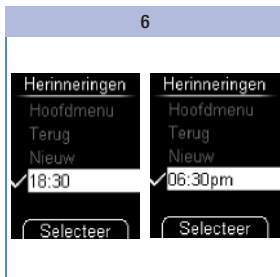 6
Herinneringen
Hoofdmenu
Terug
Nieuw
18:30
Selecteer
Herinneringen
Hoofdmenu
Terug
Nieuw
06:30pm
Selecteer